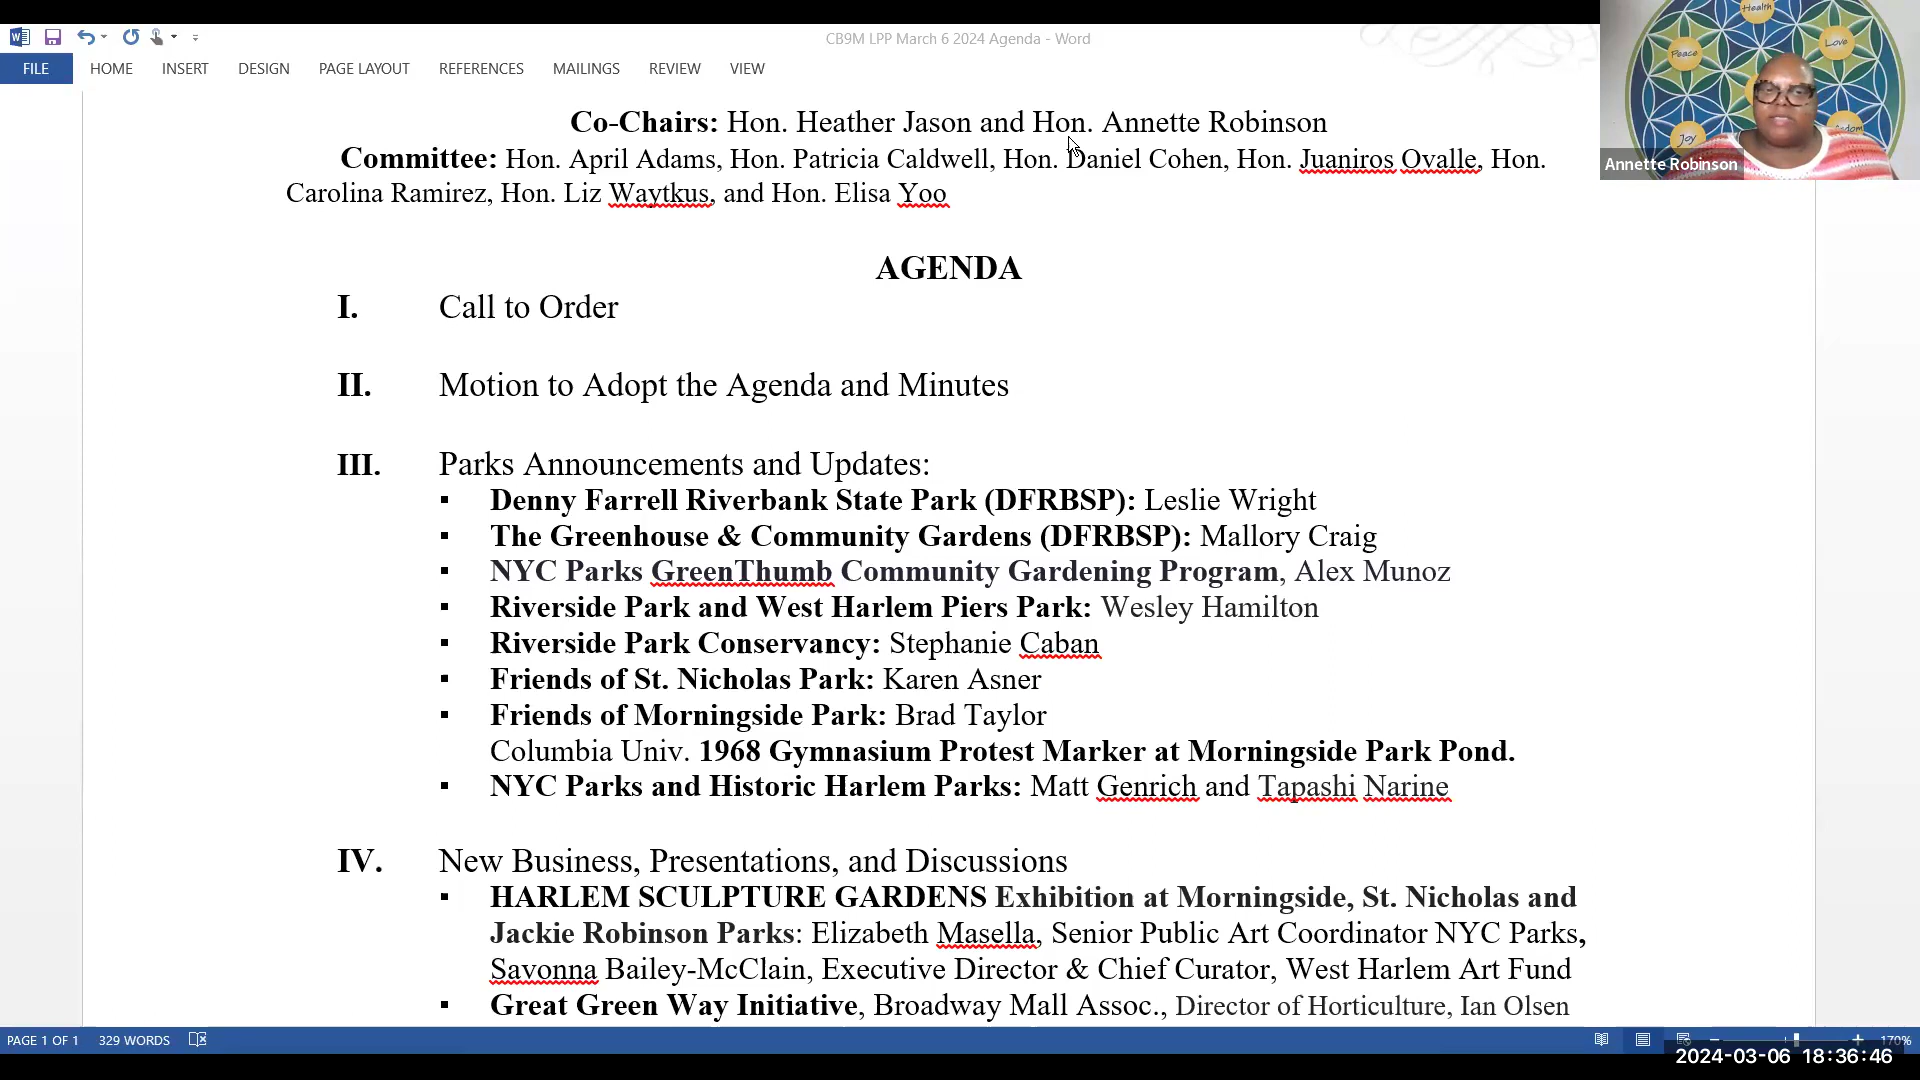 CB9M LPP March 6 2024 Agenda - Word
FILE HOME INSERT DESIGN PAGE LAYOUT REFERENCES MAILINGS REVIEW VIEW
Health
Peace
Love
Joy
Annette Robinson
Co-Chairs: Hon. Heather Jason and Hon. Annette Robinson
Committee: Hon. April Adams, Hon. Patricia Caldwell, Hon. Daniel Cohen, Hon. Juaniros Ovalle, Hon.
Carolina Ramirez, Hon. Liz Waytkus, and Hon. Elisa Yoo
AGENDA
I. Call to Order
II. Motion to Adopt the Agenda and Minutes
III. Parks Announcements and Updates:
▪ Denny Farrell Riverbank State Park (DFRBSP): Leslie Wright
▪ The Greenhouse & Community Gardens (DFRBSP): Mallory Craig
▪ NYC Parks GreenThumb Community Gardening Program, Alex Munoz
▪ Riverside Park and West Harlem Piers Park: Wesley Hamilton
▪ Riverside Park Conservancy: Stephanie Caban
▪ Friends of St. Nicholas Park: Karen Asner
▪ Friends of Morningside Park: Brad Taylor
Columbia Univ. 1968 Gymnasium Protest Marker at Morningside Park Pond.
▪ NYC Parks and Historic Harlem Parks: Matt Genrich and Tapashi Narine
IV. New Business, Presentations, and Discussions
▪ HARLEM SCULPTURE GARDENS Exhibition at Morningside, St. Nicholas and
Jackie Robinson Parks: Elizabeth Masella, Senior Public Art Coordinator NYC Parks,
Savonna Bailey-McClain, Executive Director & Chief Curator, West Harlem Art Fund
▪ Great Green Way Initiative, Broadway Mall Assoc., Director of Horticulture, Ian Olsen
PAGE 1 OF 1 329 WORDS 170%
2024-03-06 18:36:46